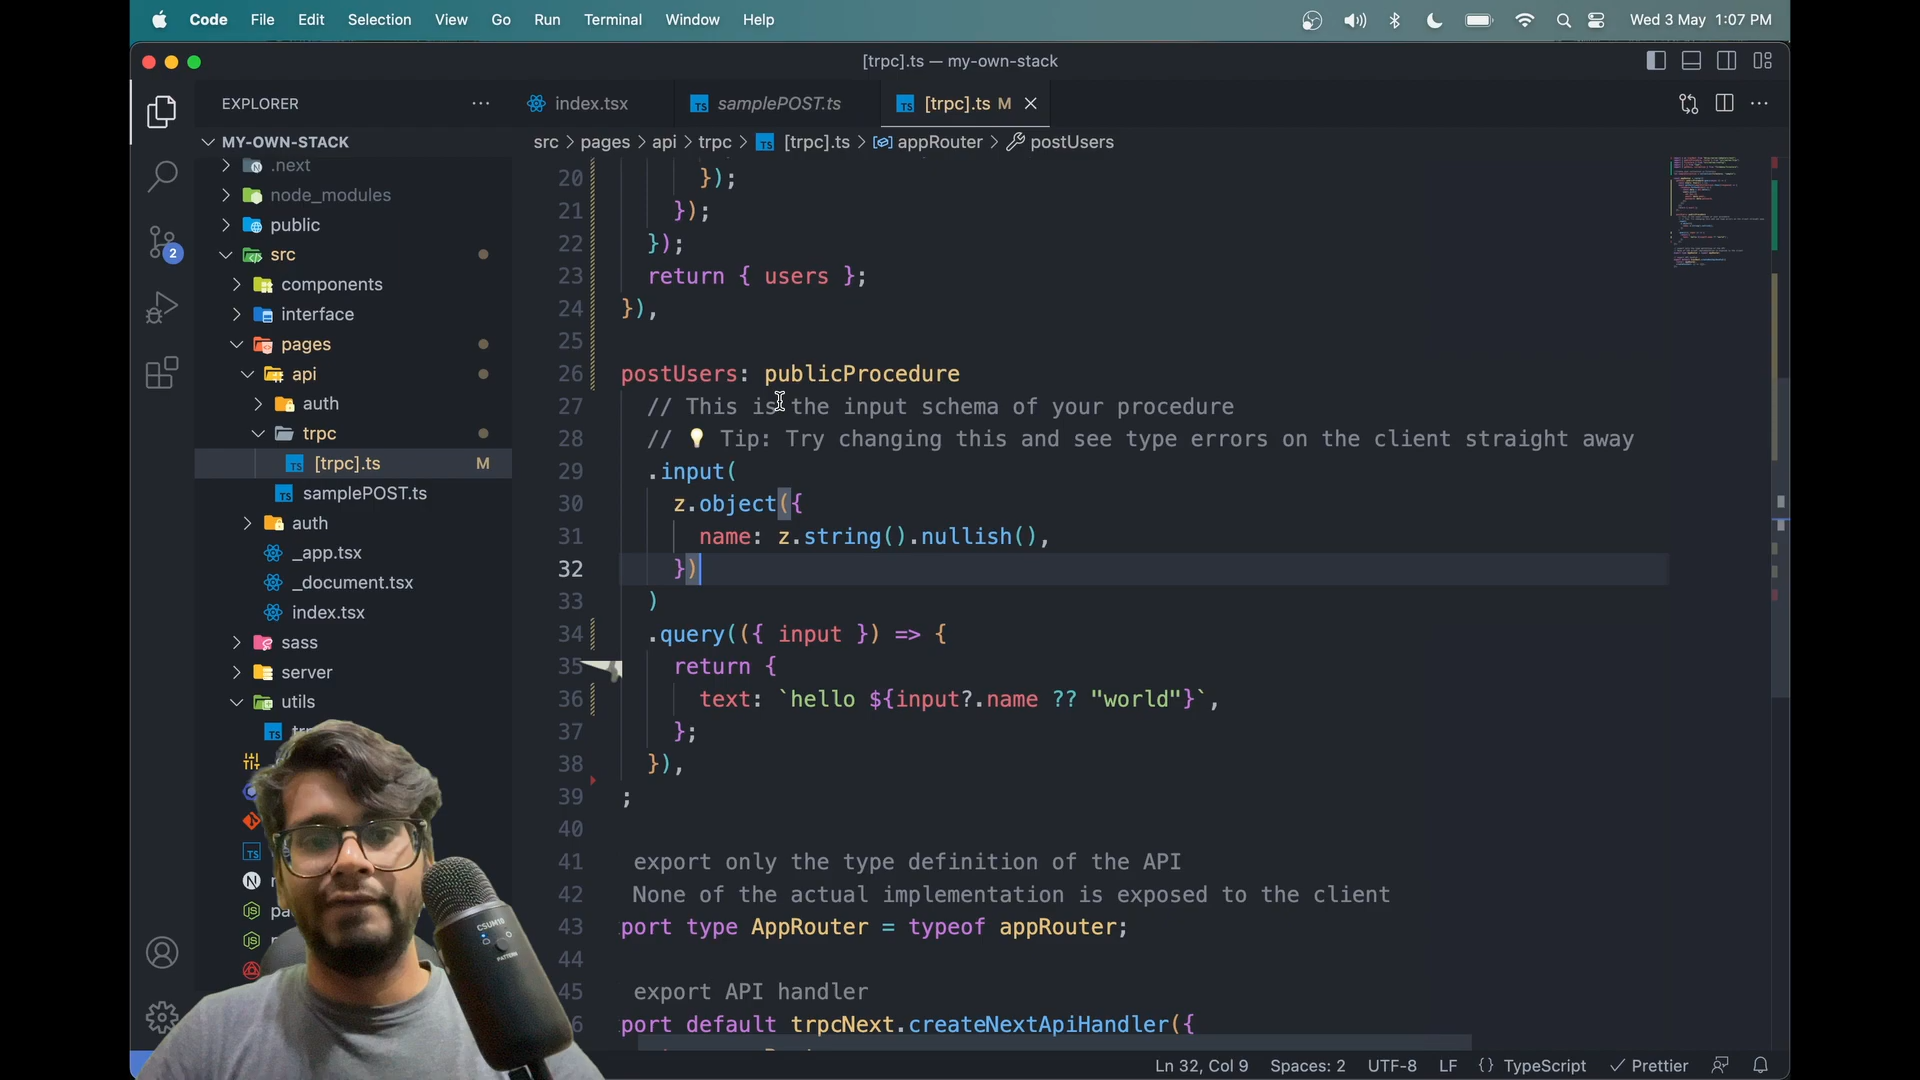 Code File Edit Selection View Go Run Terminal Window Help Wed 3 May 1:07 PM
[trpc].ts — my-own-stack
EXPLORER
index.tsx samplePOST.ts [trpc].ts M
MY-OWN-STACK
src > pages > api > trpc > TS [trpc].ts > appRouter > postUsers
.next
node_modules
public
2
src
components
interface
pages
api
auth
trpc
TS [trpc].ts M
TS samplePOST.ts
auth
_app.tsx
_document.tsx
index.tsx
sass
server
utils
TS
TS
N
20 });
21 });
22 });
23 return { users };
24 }),
25
26 postUsers: publicProcedure
27 // This is the input schema of your procedure
28 // 💡 Tip: Try changing this and see type errors on the client straight away
29 .input(
30 z.object({
31 name: z.string().nullish(),
32 })
33 )
34 .query(({ input }) => {
35 return {
36 text: `hello ${input?.name ?? "world"}`,
37 };
38 }),
39 ;
40
41 export only the type definition of the API
42 None of the actual implementation is exposed to the client
43 port type AppRouter = typeof appRouter;
44
45 export API handler
6 port default trpcNext.createNextApiHandler({
PATTERN
Ln 32, Col 9 Spaces: 2 UTF-8 LF {} TypeScript ✓ Prettier